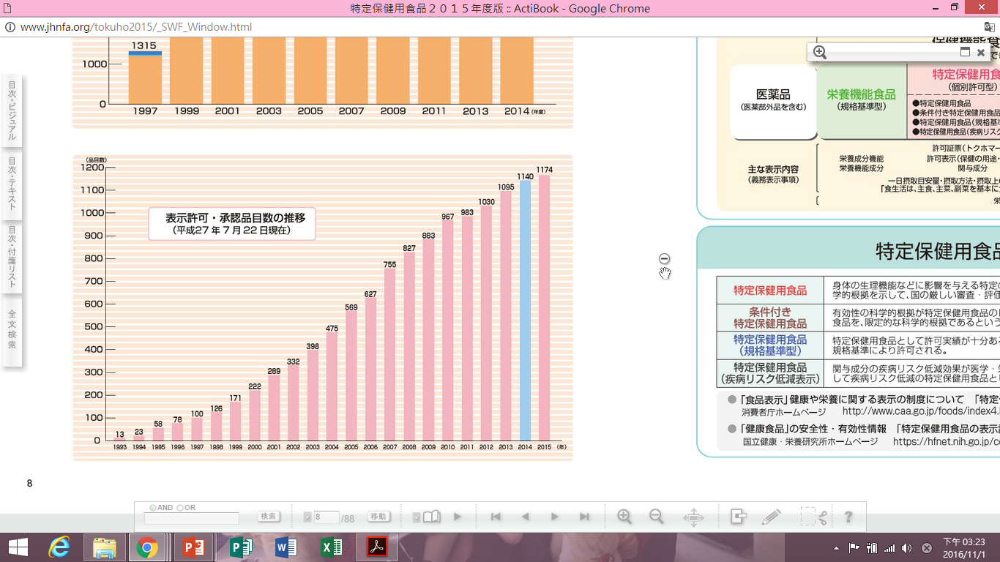 特定保健用食品２０１５年度版 :: ActiBook - Google Chrome
www.jhnfa.org/tokuho2015/_SWF_Window.html
目次・ビジュアル
目次・テキスト
目次・付箋リスト
全文検索
1315
1000
0
1997 1999 2001 2003 2005 2007 2009 2011 2013 2014 (年度)
(品目数)
表示許可・承認品目数の推移
(平成27年7月22日現在)
1200
1100
1000
900
800
700
600
500
400
300
200
100
0
13 23 58 78 100 126 171 222 289 332 398 475 569 627 755 827 883 967 983 1030 1095 1140 1174
1993 1994 1995 1996 1997 1998 1999 2000 2001 2002 2003 2004 2005 2006 2007 2008 2009 2010 2011 2012 2013 2014 2015 (年)
8
保健機能食
医薬品
(医薬部外品を含む)
栄養機能食品
(規格基準型)
特定保健用食
(個別許可型)
●特定保健用食品
●条件付き特定保健用食品
●特定保健用食品(規格基準
●特定保健用食品(疾病リスク
主な表示内容
(義務表示事項)
栄養成分機能
栄養機能成分
許可証票(トクホマー
許可表示(保健の用途・
関与成分
一日摂取目安量・摂取方法・摂取上の
「食生活は、主食、主菜、副菜を基本に
栄
特定保健用食品
特定保健用食品
身体の生理機能などに影響を与える特定の
学的根拠を示して、国の厳しい審査・評価
条件付き
特定保健用食品
有効性の科学的根拠が特定保健用食品の
食品を、限定的な科学的根拠であるという
特定保健用食品
(規格基準型)
特定保健用食品として許可実績が十分ある
規格基準により許可される。
特定保健用食品
(疾病リスク低減表示)
関与成分の疾病リスク低減効果が医学・
して疾病リスク低減の特定保健用食品と
●「食品表示」健康や栄養に関する表示の制度について 「特定
消費者庁ホームページ http://www.caa.go.jp/foods/index4.
●「健康食品」の安全性・有効性情報 「特定保健用食品の表示
国立健康・栄養研究所ホームページ https://hfnet.nih.go.jp/c
AND OR
検索
8 /88 移動
?
下午 03:23
2016/11/1